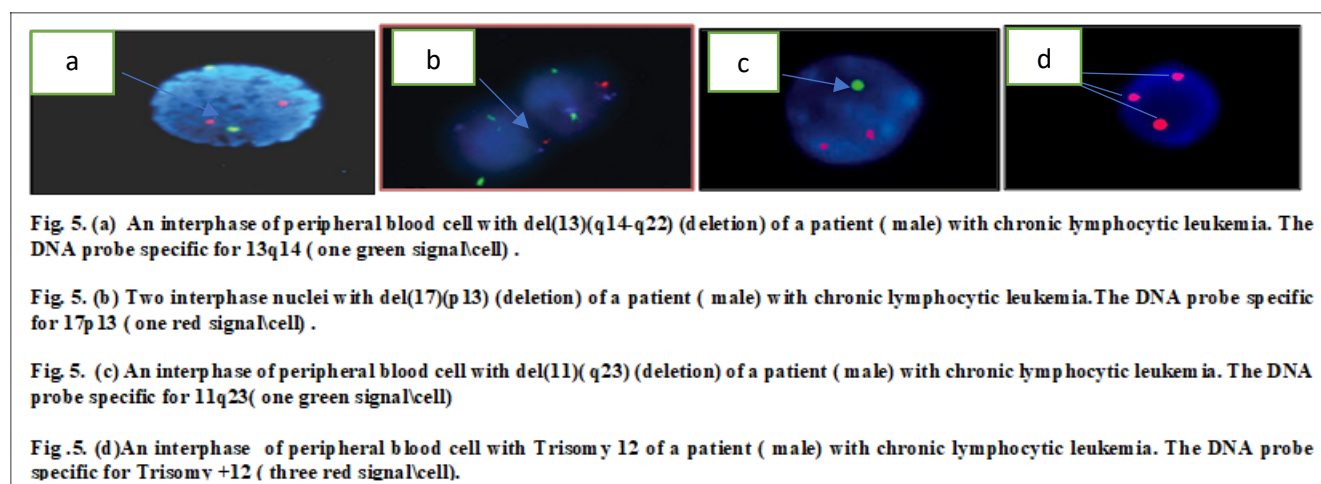 a
b
c
d
Fig. 5. (a) An interphase of peripheral blood cell with del(13)(q14-q22) (deletion) of a patient ( male) with chronic lymphocytic leukemia. The
DNA probe specific for 13q14 ( one green signal\cell) .
Fig. 5. (b) Two interphase nuclei with del(17)(p13) (deletion) of a patient ( male) with chronic lymphocytic leukemia.The DNA probe specific
for 17p13 ( one red signal\cell) .
Fig. 5. (c) An interphase of peripheral blood cell with del(11)( q23) (deletion) of a patient ( male) with chronic lymphocytic leukemia. The DNA
probe specific for 11q23( one green signal\cell)
Fig .5. (d)An interphase of peripheral blood cell with Trisomy 12 of a patient ( male) with chronic lymphocytic leukemia. The DNA probe
specific for Trisomy +12 ( three red signal\cell).